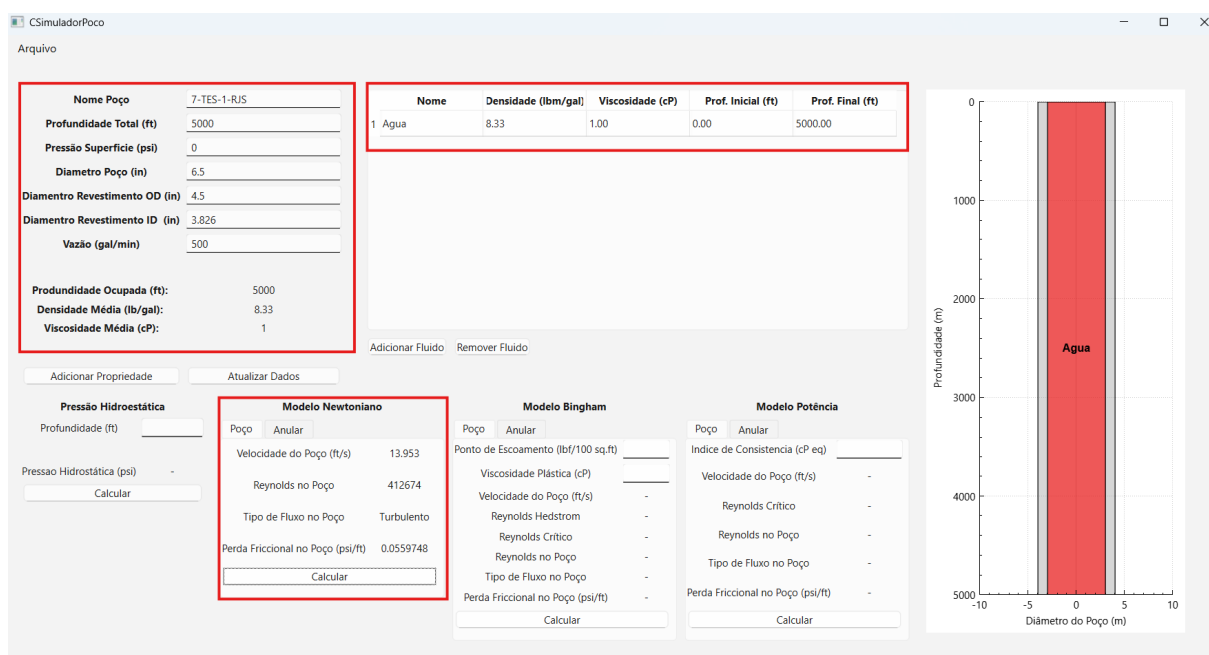 CSimuladorPoco
Arquivo
Nome Poço 7-TES-1-RJS
Profundidade Total (ft) 5000
Pressão Superficie (psi) 0
Diametro Poço (in) 6.5
Diamentro Revestimento OD (in) 4.5
Diamentro Revestimento ID (in) 3.826
Vazão (gal/min) 500
Produndidade Ocupada (ft): 5000
Densidade Média (lb/gal): 8.33
Viscosidade Média (cP): 1
Adicionar Propriedade Atualizar Dados
Nome Densidade (lbm/gal) Viscosidade (cP) Prof. Inicial (ft) Prof. Final (ft)
1 Agua 8.33 1.00 0.00 5000.00
Adicionar Fluido Remover Fluido
Pressão Hidroestática
Profundidade (ft)
Pressao Hidrostática (psi) -
Calcular
Modelo Newtoniano
Poço Anular
Velocidade do Poço (ft/s) 13.953
Reynolds no Poço 412674
Tipo de Fluxo no Poço Turbulento
Perda Friccional no Poço (psi/ft) 0.0559748
Calcular
Modelo Bingham
Poço Anular
Ponto de Escoamento (lbf/100 sq.ft)
Viscosidade Plástica (cP)
Velocidade do Poço (ft/s) -
Reynolds Hedstrom -
Reynolds Crítico -
Reynolds no Poço -
Tipo de Fluxo no Poço -
Perda Friccional no Poço (psi/ft) -
Calcular
Modelo Potência
Poço Anular
Indice de Consistencia (cP eq)
Velocidade do Poço (ft/s) -
Reynolds Crítico -
Reynolds no Poço -
Tipo de Fluxo no Poço -
Perda Friccional no Poço (psi/ft) -
Calcular
Profundidade (m)
0
1000
2000
Agua
3000
4000
5000
-10 -5 0 5 10
Diâmetro do Poço (m)